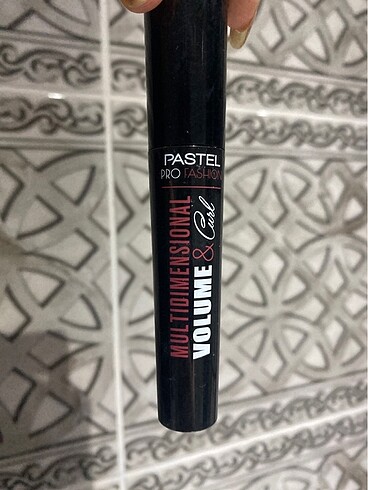 PASTEL
PRO FASHION
MULTIDIMENSIONAL
VOLUME & Curl